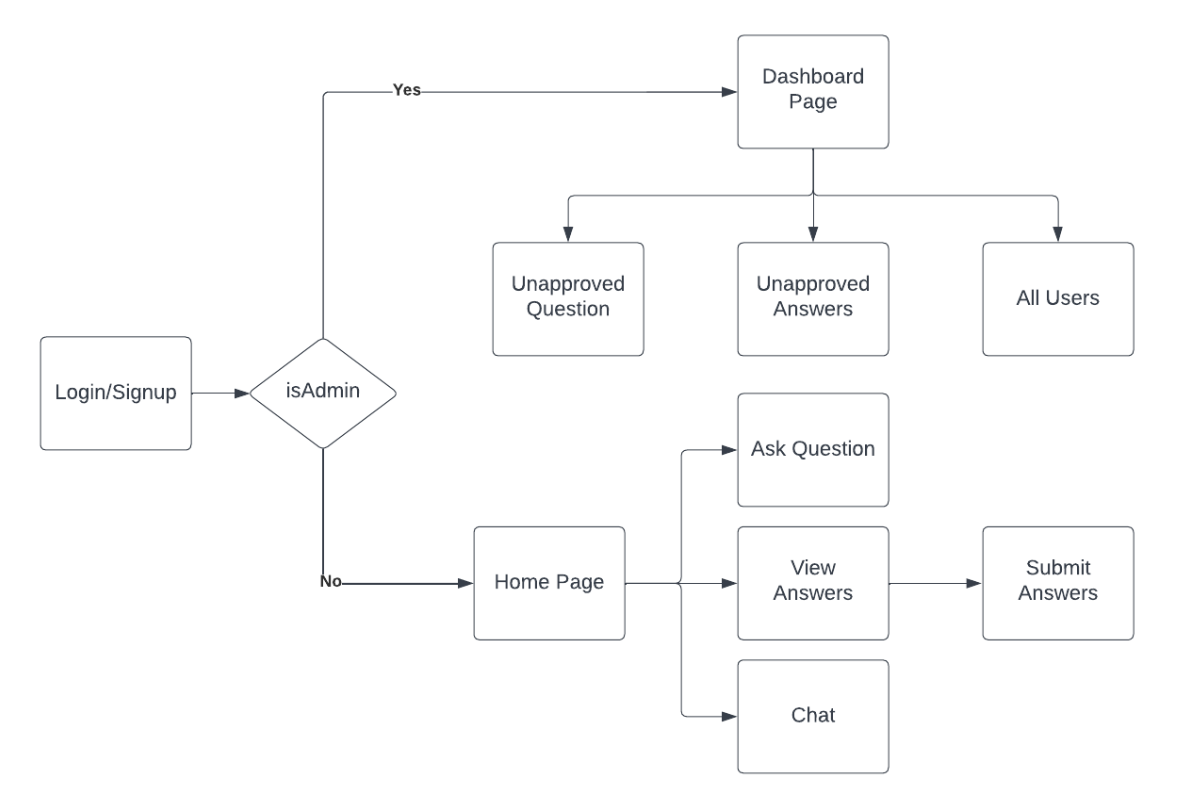 Dashboard
Page
Yes
Unapproved
Question
Unapproved
Answers
All Users
Login/Signup
isAdmin
Ask Question
No
Home Page
View
Answers
Submit
Answers
Chat